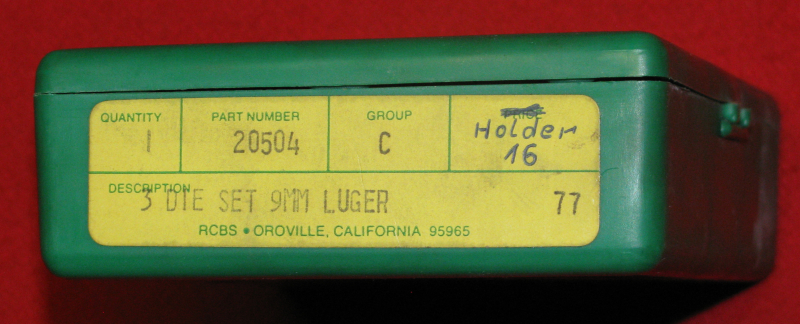 QUANTITY PART NUMBER GROUP PRICE
1 20504 C Holder 16
DESCRIPTION
3 DIE SET 9MM LUGER 77
RCBS • OROVILLE, CALIFORNIA 95965